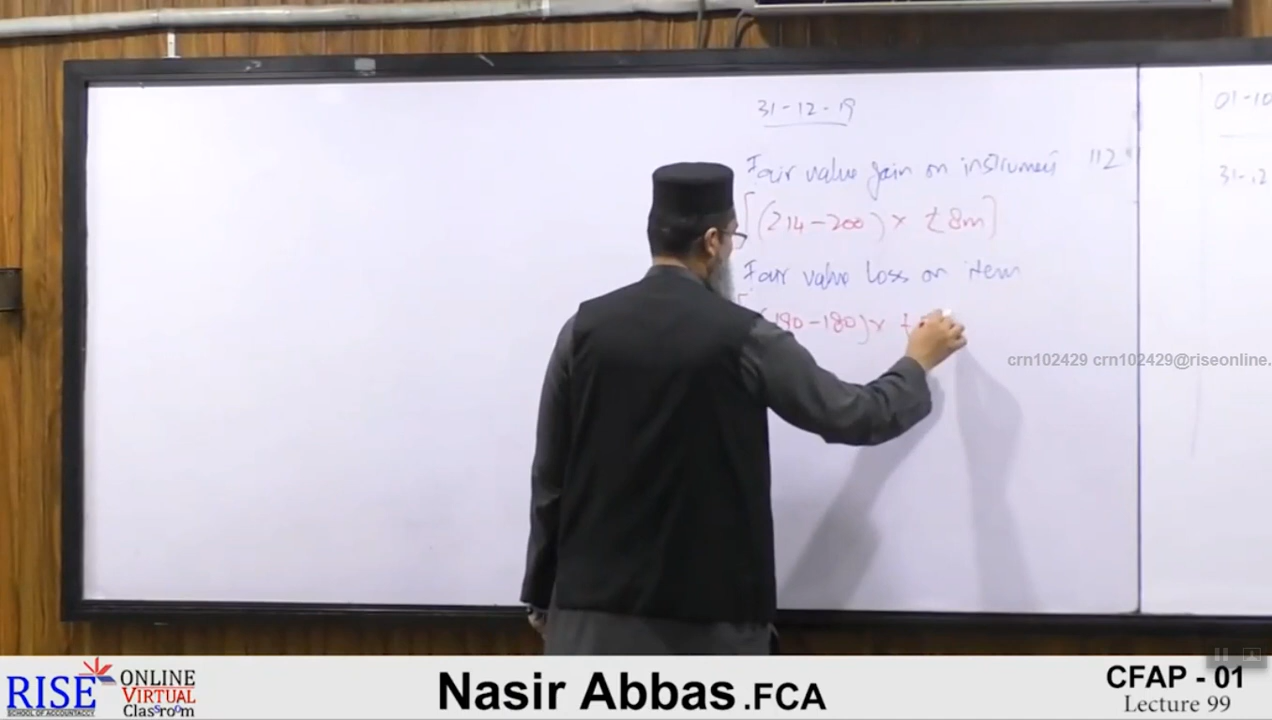 31-12-19
01-10
Fair value gain on instrument "112"
31-12
[(214-200) × £8m]
Fair value Loss on item
(190-180) × £
crn102429 crn102429@riseonline.
RISE
SCHOOL OF ACCOUNTANCY
ONLINE
VIRTUAL
Classroom
Nasir Abbas .FCA
CFAP - 01
Lecture 99